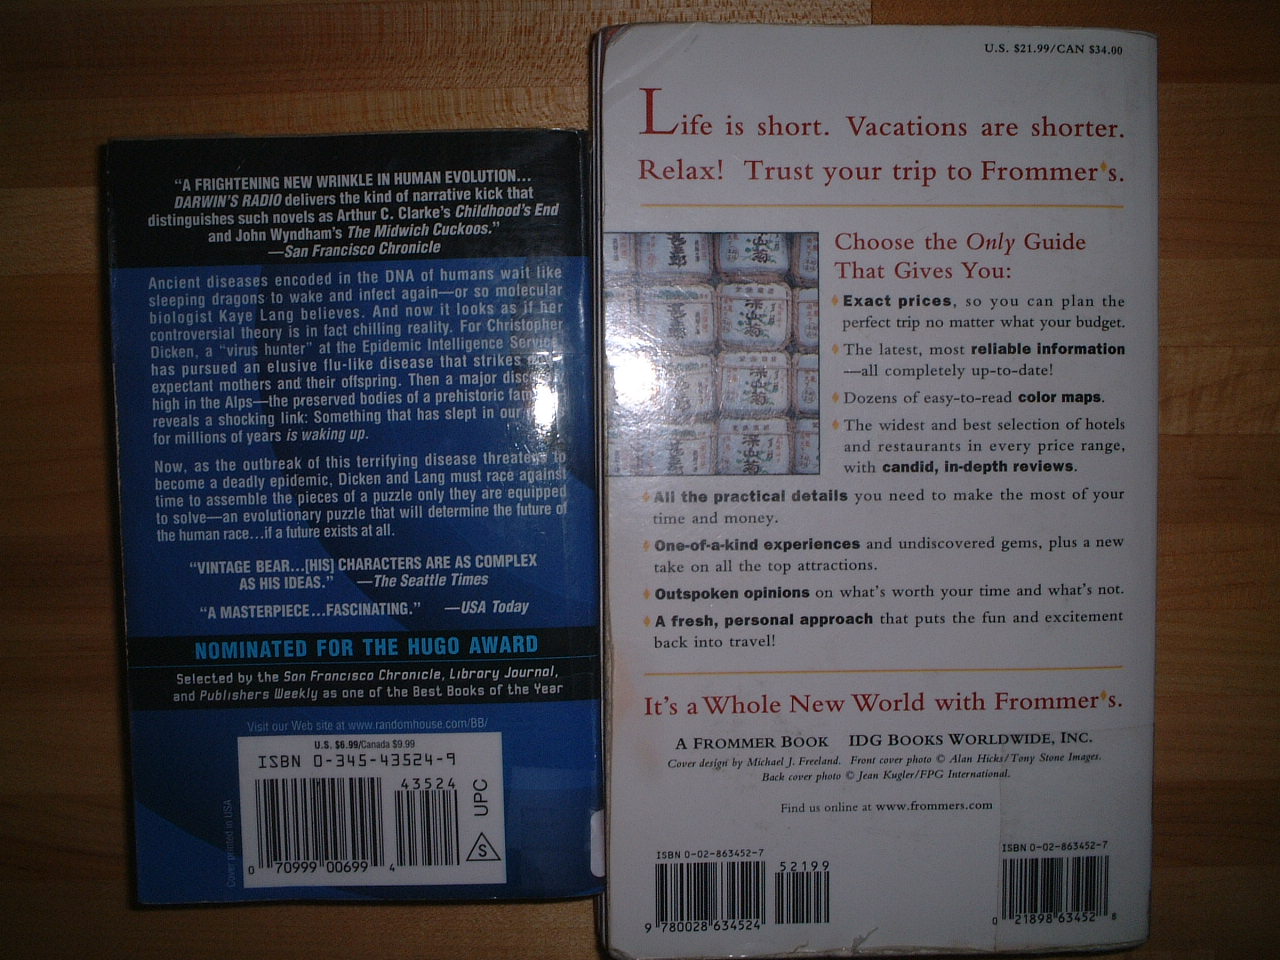 "A FRIGHTENING NEW WRINKLE IN HUMAN EVOLUTION...
DARWIN'S RADIO delivers the kind of narrative kick that
distinguishes such novels as Arthur C. Clarke's Childhood's End
and John Wyndham's The Midwich Cuckoos."
—San Francisco Chronicle
Ancient diseases encoded in the DNA of humans wait like
sleeping dragons to wake and infect again—or so molecular
biologist Kaye Lang believes. And now it looks as if her
controversial theory is in fact chilling reality. For Christopher
Dicken, a "virus hunter" at the Epidemic Intelligence Service,
has pursued an elusive flu-like disease that strikes
expectant mothers and their offspring. Then a major
high in the Alps—the preserved bodies of a prehistoric
reveals a shocking link: Something that has slept in our
for millions of years is waking up.
Now, as the outbreak of this terrifying disease threatens to
become a deadly epidemic, Dicken and Lang must race against
time to assemble the pieces of a puzzle only they are equipped
to solve—an evolutionary puzzle that will determine the future of
the human race...if a future exists at all.
"VINTAGE BEAR...[HIS] CHARACTERS ARE AS COMPLEX
AS HIS IDEAS." —The Seattle Times
"A MASTERPIECE...FASCINATING." —USA Today
NOMINATED FOR THE HUGO AWARD
Selected by the San Francisco Chronicle, Library Journal,
and Publishers Weekly as one of the Best Books of the Year
Visit our Web site at www.randomhouse.com/BB/
U.S. $6.99/Canada $9.99
ISBN 0-345-43524-9
43524
UPC
S
0 70999 00699 4
Cover printed in USA
U.S. $21.99/CAN $34.00
Life is short. Vacations are shorter.
Relax! Trust your trip to Frommer's.
Choose the Only Guide
That Gives You:
Exact prices, so you can plan the
perfect trip no matter what your budget.
The latest, most reliable information
—all completely up-to-date!
Dozens of easy-to-read color maps.
The widest and best selection of hotels
and restaurants in every price range,
with candid, in-depth reviews.
All the practical details you need to make the most of your
time and money.
One-of-a-kind experiences and undiscovered gems, plus a new
take on all the top attractions.
Outspoken opinions on what's worth your time and what's not.
A fresh, personal approach that puts the fun and excitement
back into travel!
It's a Whole New World with Frommer's.
A FROMMER BOOK IDG BOOKS WORLDWIDE, INC.
Cover design by Michael J. Freeland. Front cover photo © Alan Hicks/Tony Stone Images.
Back cover photo © Jean Kugler/FPG International.
Find us online at www.frommers.com
ISBN 0-02-863452-7
52199
9 780028 634524
ISBN 0-02-863452-7
0 21898 63452 8